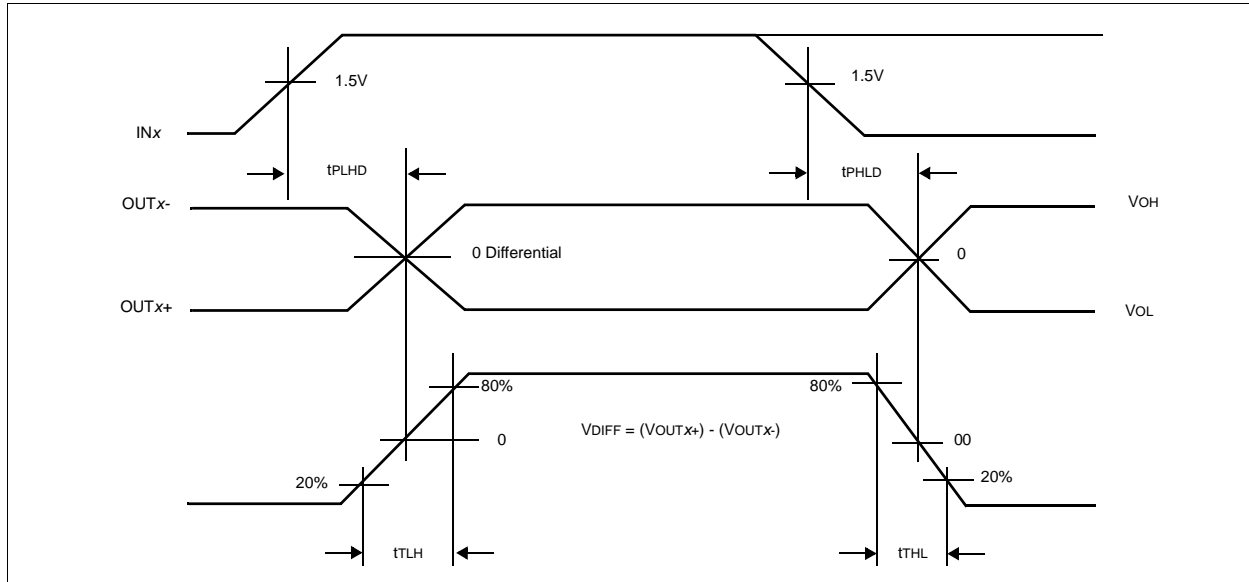 1.5V
1.5V
INx
tPLHD
tPHLD
OUTx-
VOH
0 Differential
0
OUTx+
VOL
80%
80%
VDIFF = (VOUTx+) - (VOUTx-)
0
00
20%
20%
tTLH
tTHL